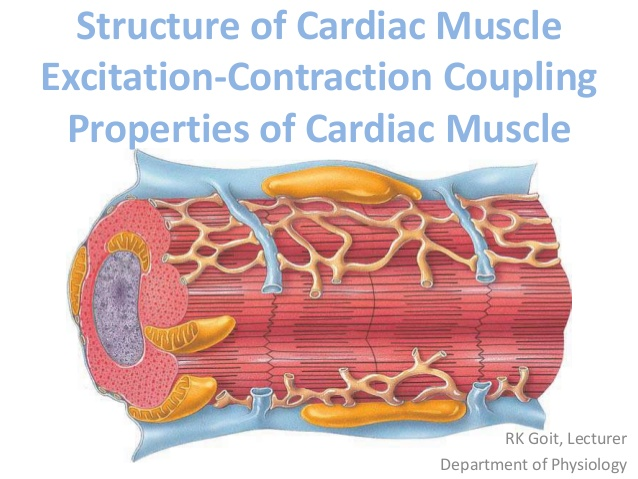 Structure of Cardiac Muscle
Excitation-Contraction Coupling
Properties of Cardiac Muscle
RK Goit, Lecturer
Department of Physiology